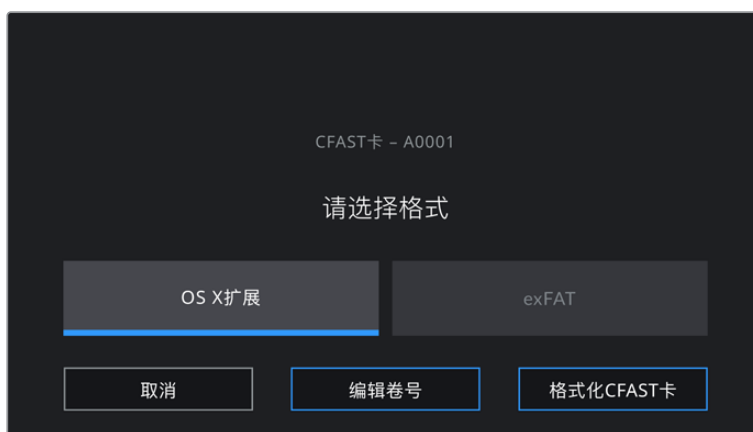 CFAST卡 – A0001
请选择格式
OS X扩展
exFAT
取消
编辑卷号
格式化CFAST卡